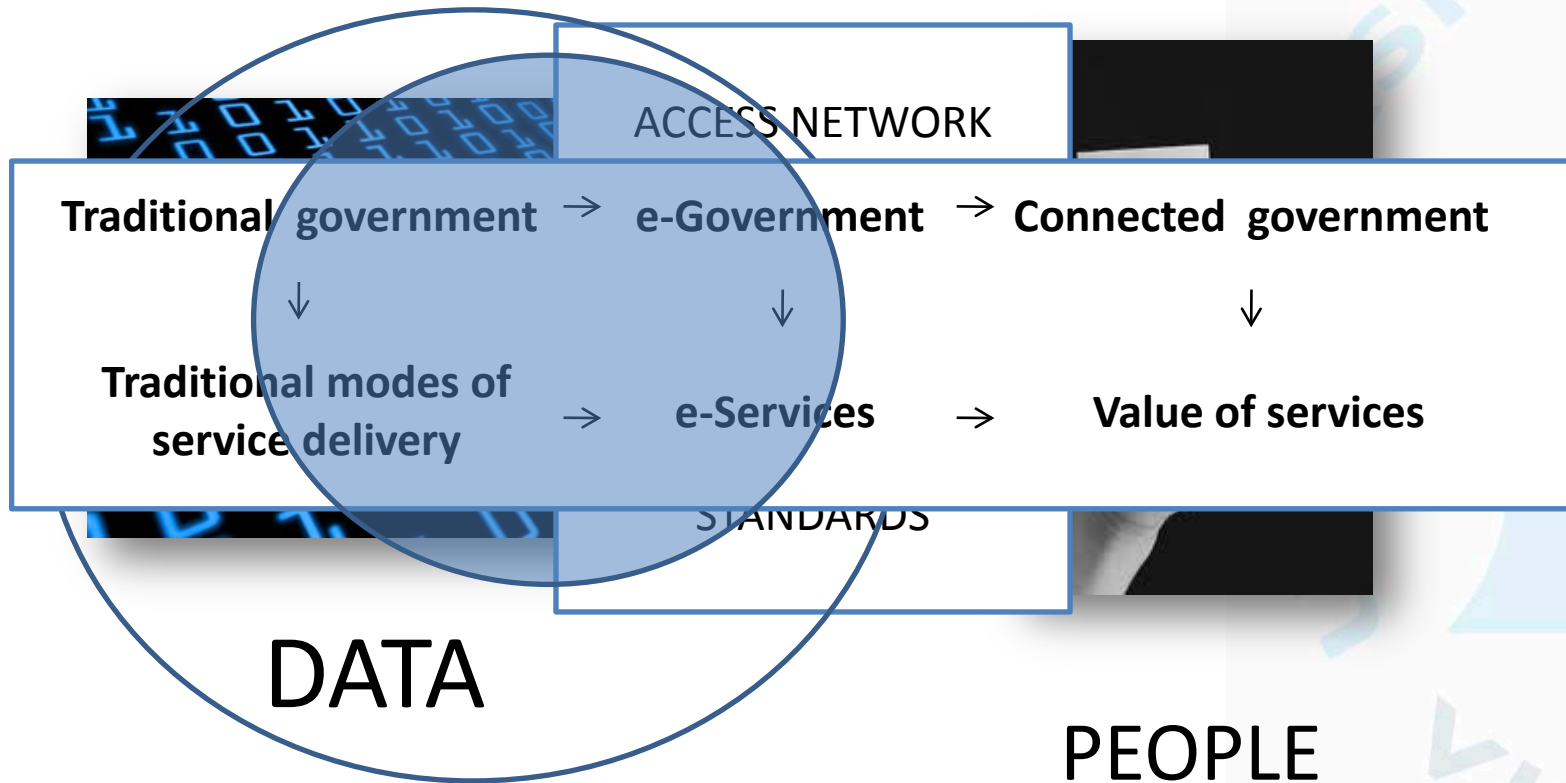 ACCESS NETWORK
Traditional government → e-Government → Connected government
↓ ↓ ↓
Traditional modes of
service delivery → e-Services → Value of services
STANDARDS
DATA
PEOPLE